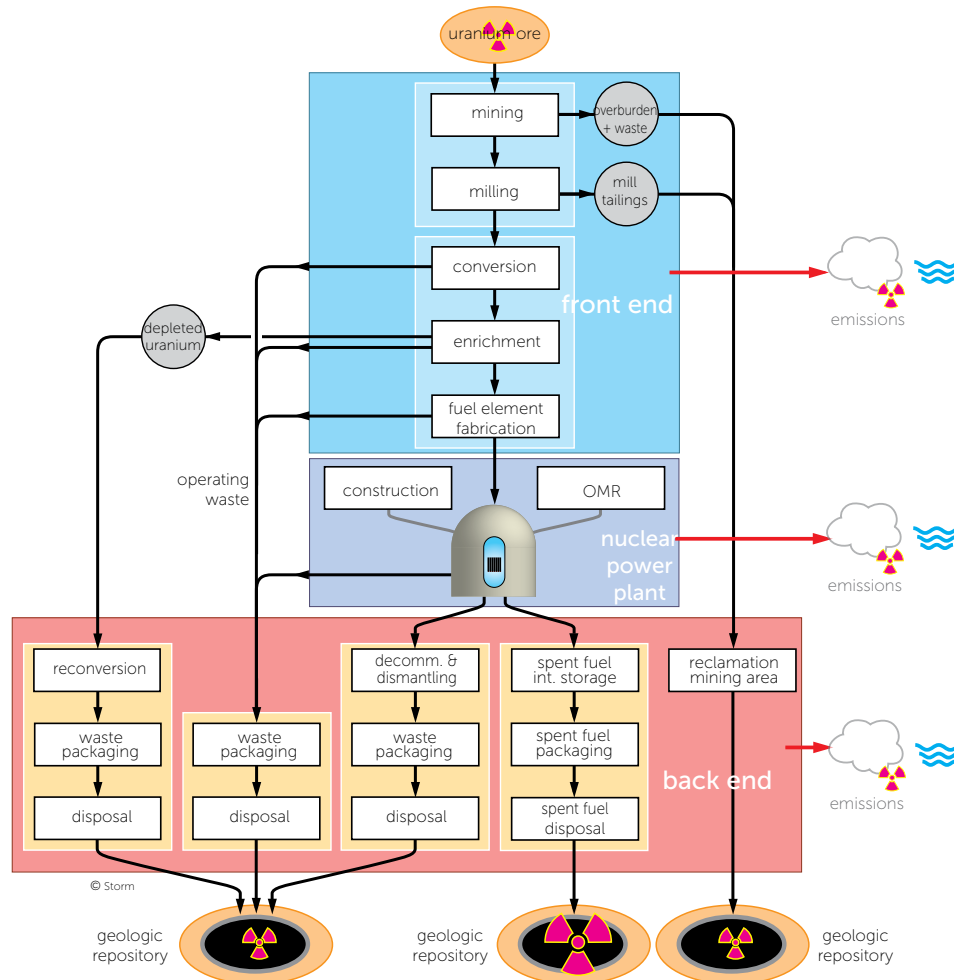 uranium ore
mining
overburden
+ waste
milling
mill
tailings
conversion
front end
emissions
depleted
uranium
enrichment
fuel element
fabrication
operating
waste
construction
OMR
nuclear
power
plant
emissions
reconversion
decomm. &
dismantling
spent fuel
int. storage
reclamation
mining area
waste
packaging
waste
packaging
waste
packaging
spent fuel
packaging
back end
emissions
disposal
disposal
disposal
spent fuel
disposal
© Storm
geologic
repository
geologic
repository
geologic
repository